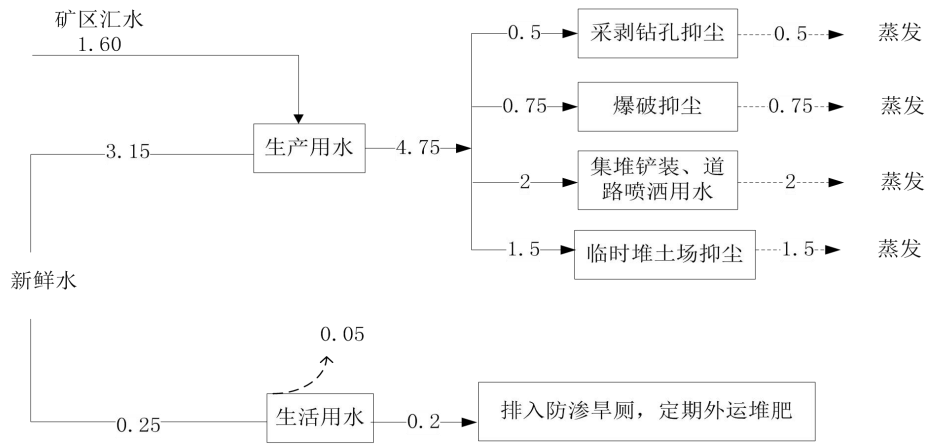 矿区汇水
1.60
0.5
采剥钻孔抑尘
0.5
蒸发
0.75
爆破抑尘
0.75
蒸发
3.15
生产用水
4.75
2
集堆铲装、道
路喷洒用水
2
蒸发
1.5
临时堆土场抑尘
1.5
蒸发
新鲜水
0.05
0.25
生活用水
0.2
排入防渗旱厕，定期外运堆肥